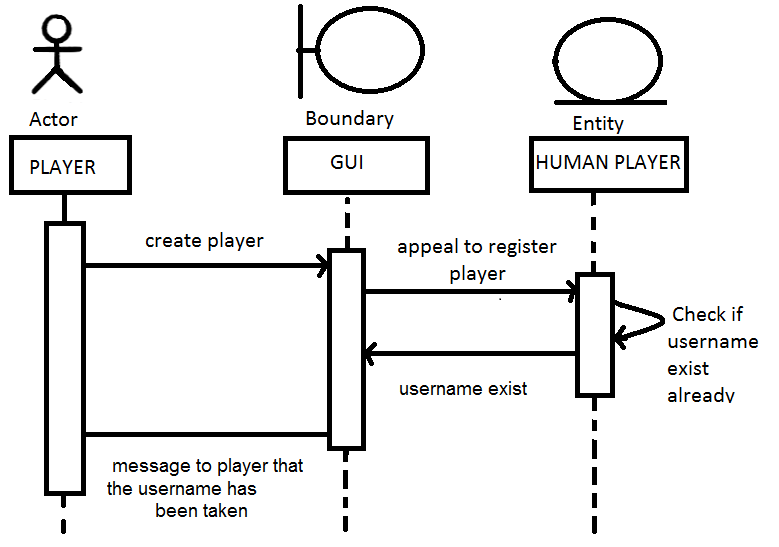 Actor
Boundary
Entity
PLAYER
GUI
HUMAN PLAYER
create player
appeal to register
player
Check if
username
exist
already
username exist
message to player that
the username has
been taken